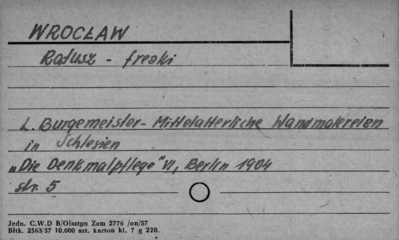 WROCŁAW
Ratusz - freski
L. Burgemeister - Mittelalterliche Wandmalereien
in Schlesien
„Die Denkmalpflege" VI, Berlin 1904
str. 5
Jedn. C.W.D B/Olsztyn Zam 2776 /on/57
Bltk. 2563/57 10.000 szt. karton kl. 7 g 220.